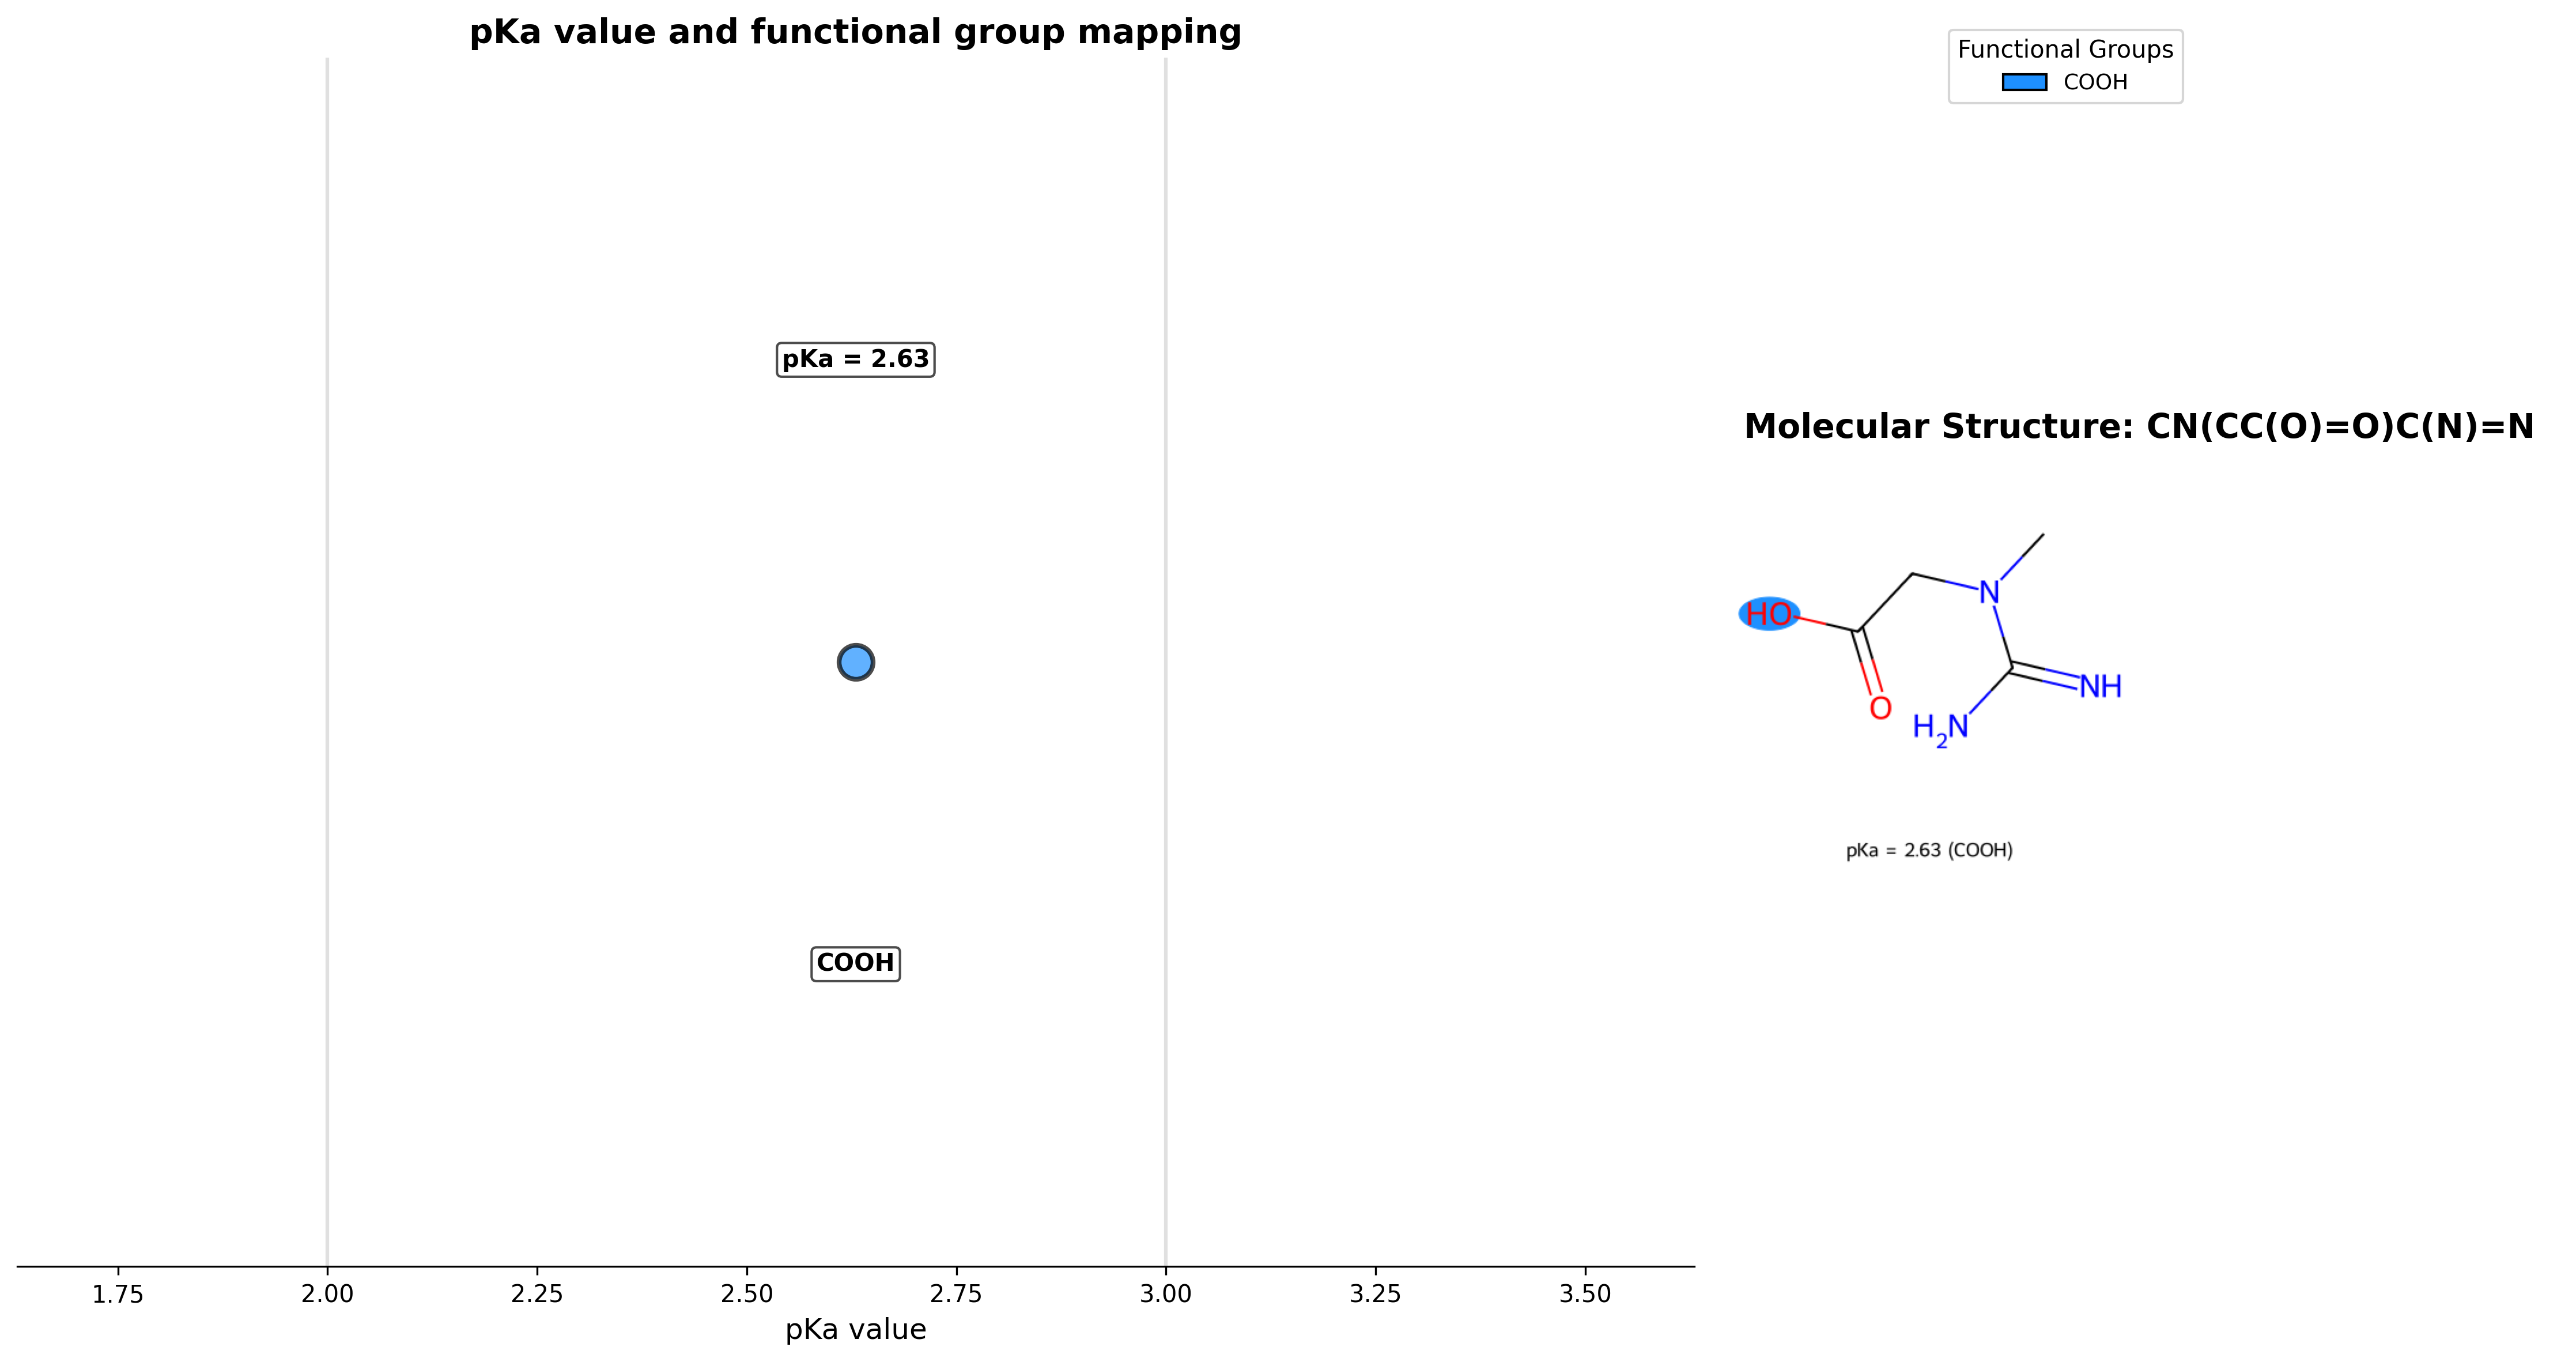 pKa value and functional group mapping
pKa = 2.63
COOH
1.75 2.00 2.25 2.50 2.75 3.00 3.25 3.50
pKa value
Functional Groups
COOH
Molecular Structure: CN(CC(O)=O)C(N)=N
HO
N
O
NH
H2N
pKa = 2.63 (COOH)